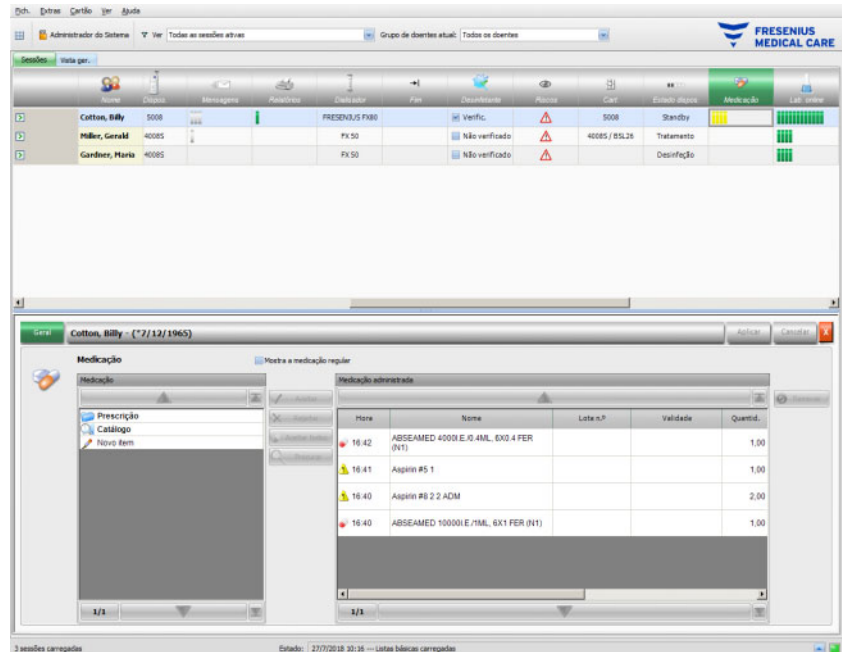 Fich. Extras Cartão Ver Ajuda
Administrador do Sistema Ver Todas as sessões ativas Grupo de doentes atual: Todos os doentes
FRESENIUS
MEDICAL CARE
Sessões Vista ger.
Nome Dispos Mensagens Relatórios Dialisador Fim Desinfetante Riscos Cart Estado dispos Medicação Lab. online
Cotton, Billy 5008 FRESENIUS FX80 Verific. 5008 Standby
Miller, Gerald 4008S FX 50 Não verificado 4008S / BSL26 Tratamento
Gardner, Maria 4008S FX 50 Não verificado Desinfeção
Geral Cotton, Billy - (*7/12/1965) Aplicar Cancelar X
Medicação Mostra a medicação regular
Medicação Medicação administrada
Prescrição
Catálogo
Novo item
Hora Nome Lote n.º Validade Quantid.
16:42 ABSEAMED 4000I.E./0.4ML, 6X0.4 FER (N1) 1,00
16:41 Aspirin #5 1 1,00
16:40 Aspirin #8 2 2 ADM 2,00
16:40 ABSEAMED 10000I.E./1ML, 6X1 FER (N1) 1,00
1/1 1/1
3 sessões carregadas Estado: 27/7/2018 10:16 --- Listas básicas carregadas